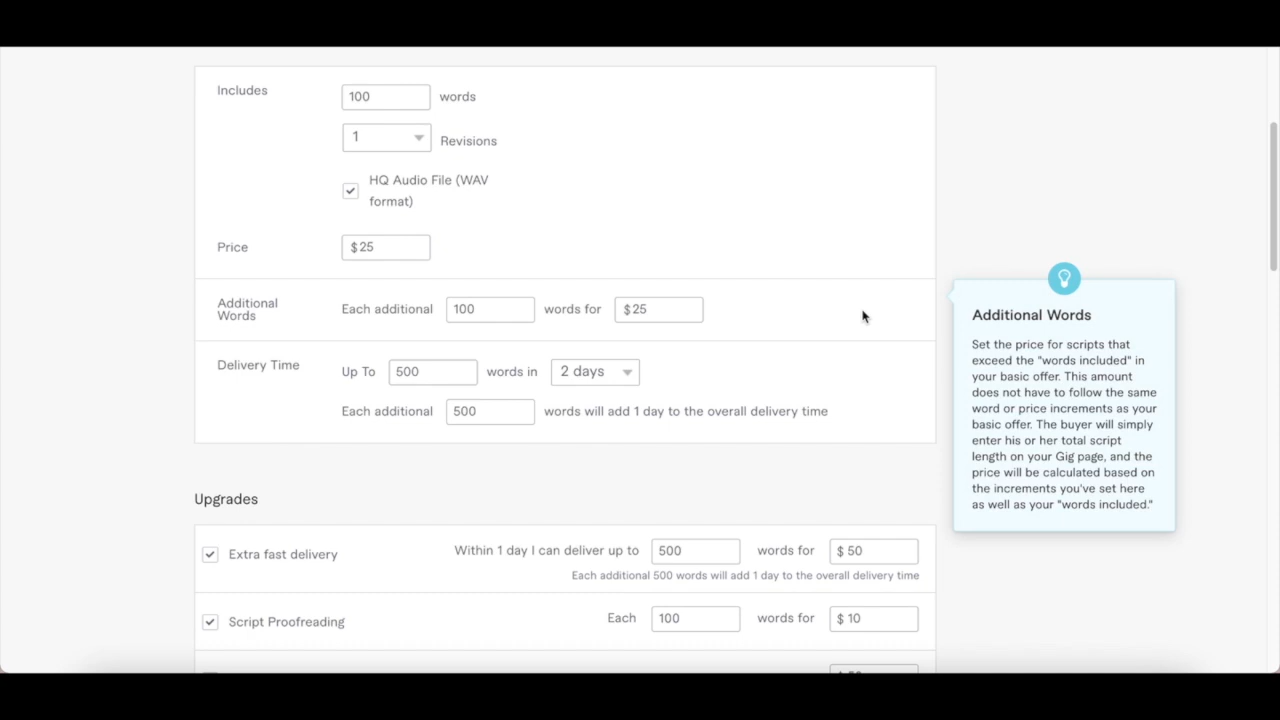 Includes
100 words
1 Revisions
HQ Audio File (WAV
format)
Price
$25
Additional
Words
Each additional 100 words for $25
Delivery Time
Up To 500 words in 2 days
Each additional 500 words will add 1 day to the overall delivery time
Additional Words
Set the price for scripts that
exceed the "words included" in
your basic offer. This amount
does not have to follow the same
word or price increments as your
basic offer. The buyer will simply
enter his or her total script
length on your Gig page, and the
price will be calculated based on
the increments you've set here
as well as your "words included."
Upgrades
Extra fast delivery
Within 1 day I can deliver up to 500 words for $ 50
Each additional 500 words will add 1 day to the overall delivery time
Script Proofreading
Each 100 words for $ 10